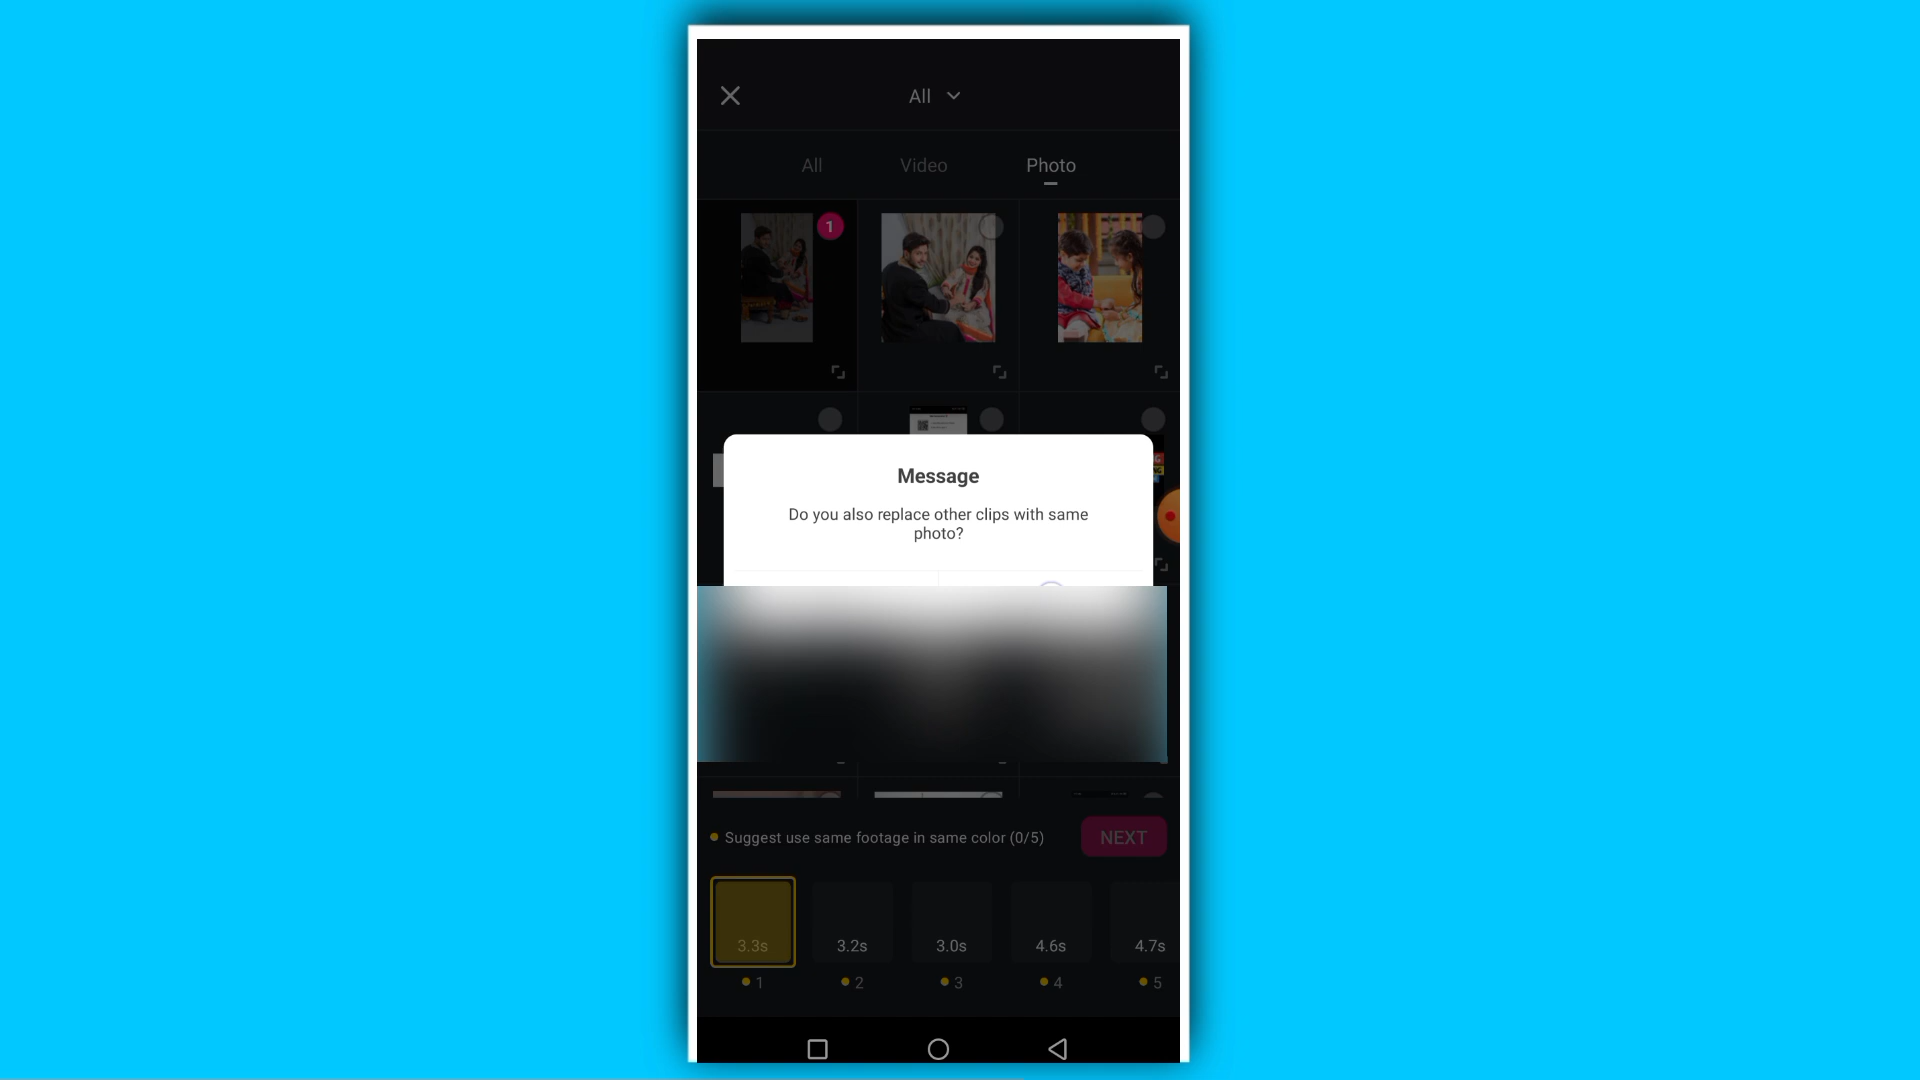 All
All Video Photo
1
Message
Do you also replace other clips with same
photo?
Suggest use same footage in same color (0/5)
NEXT
3.3s 3.2s 3.0s 4.6s 4.7s
1 2 3 4 5